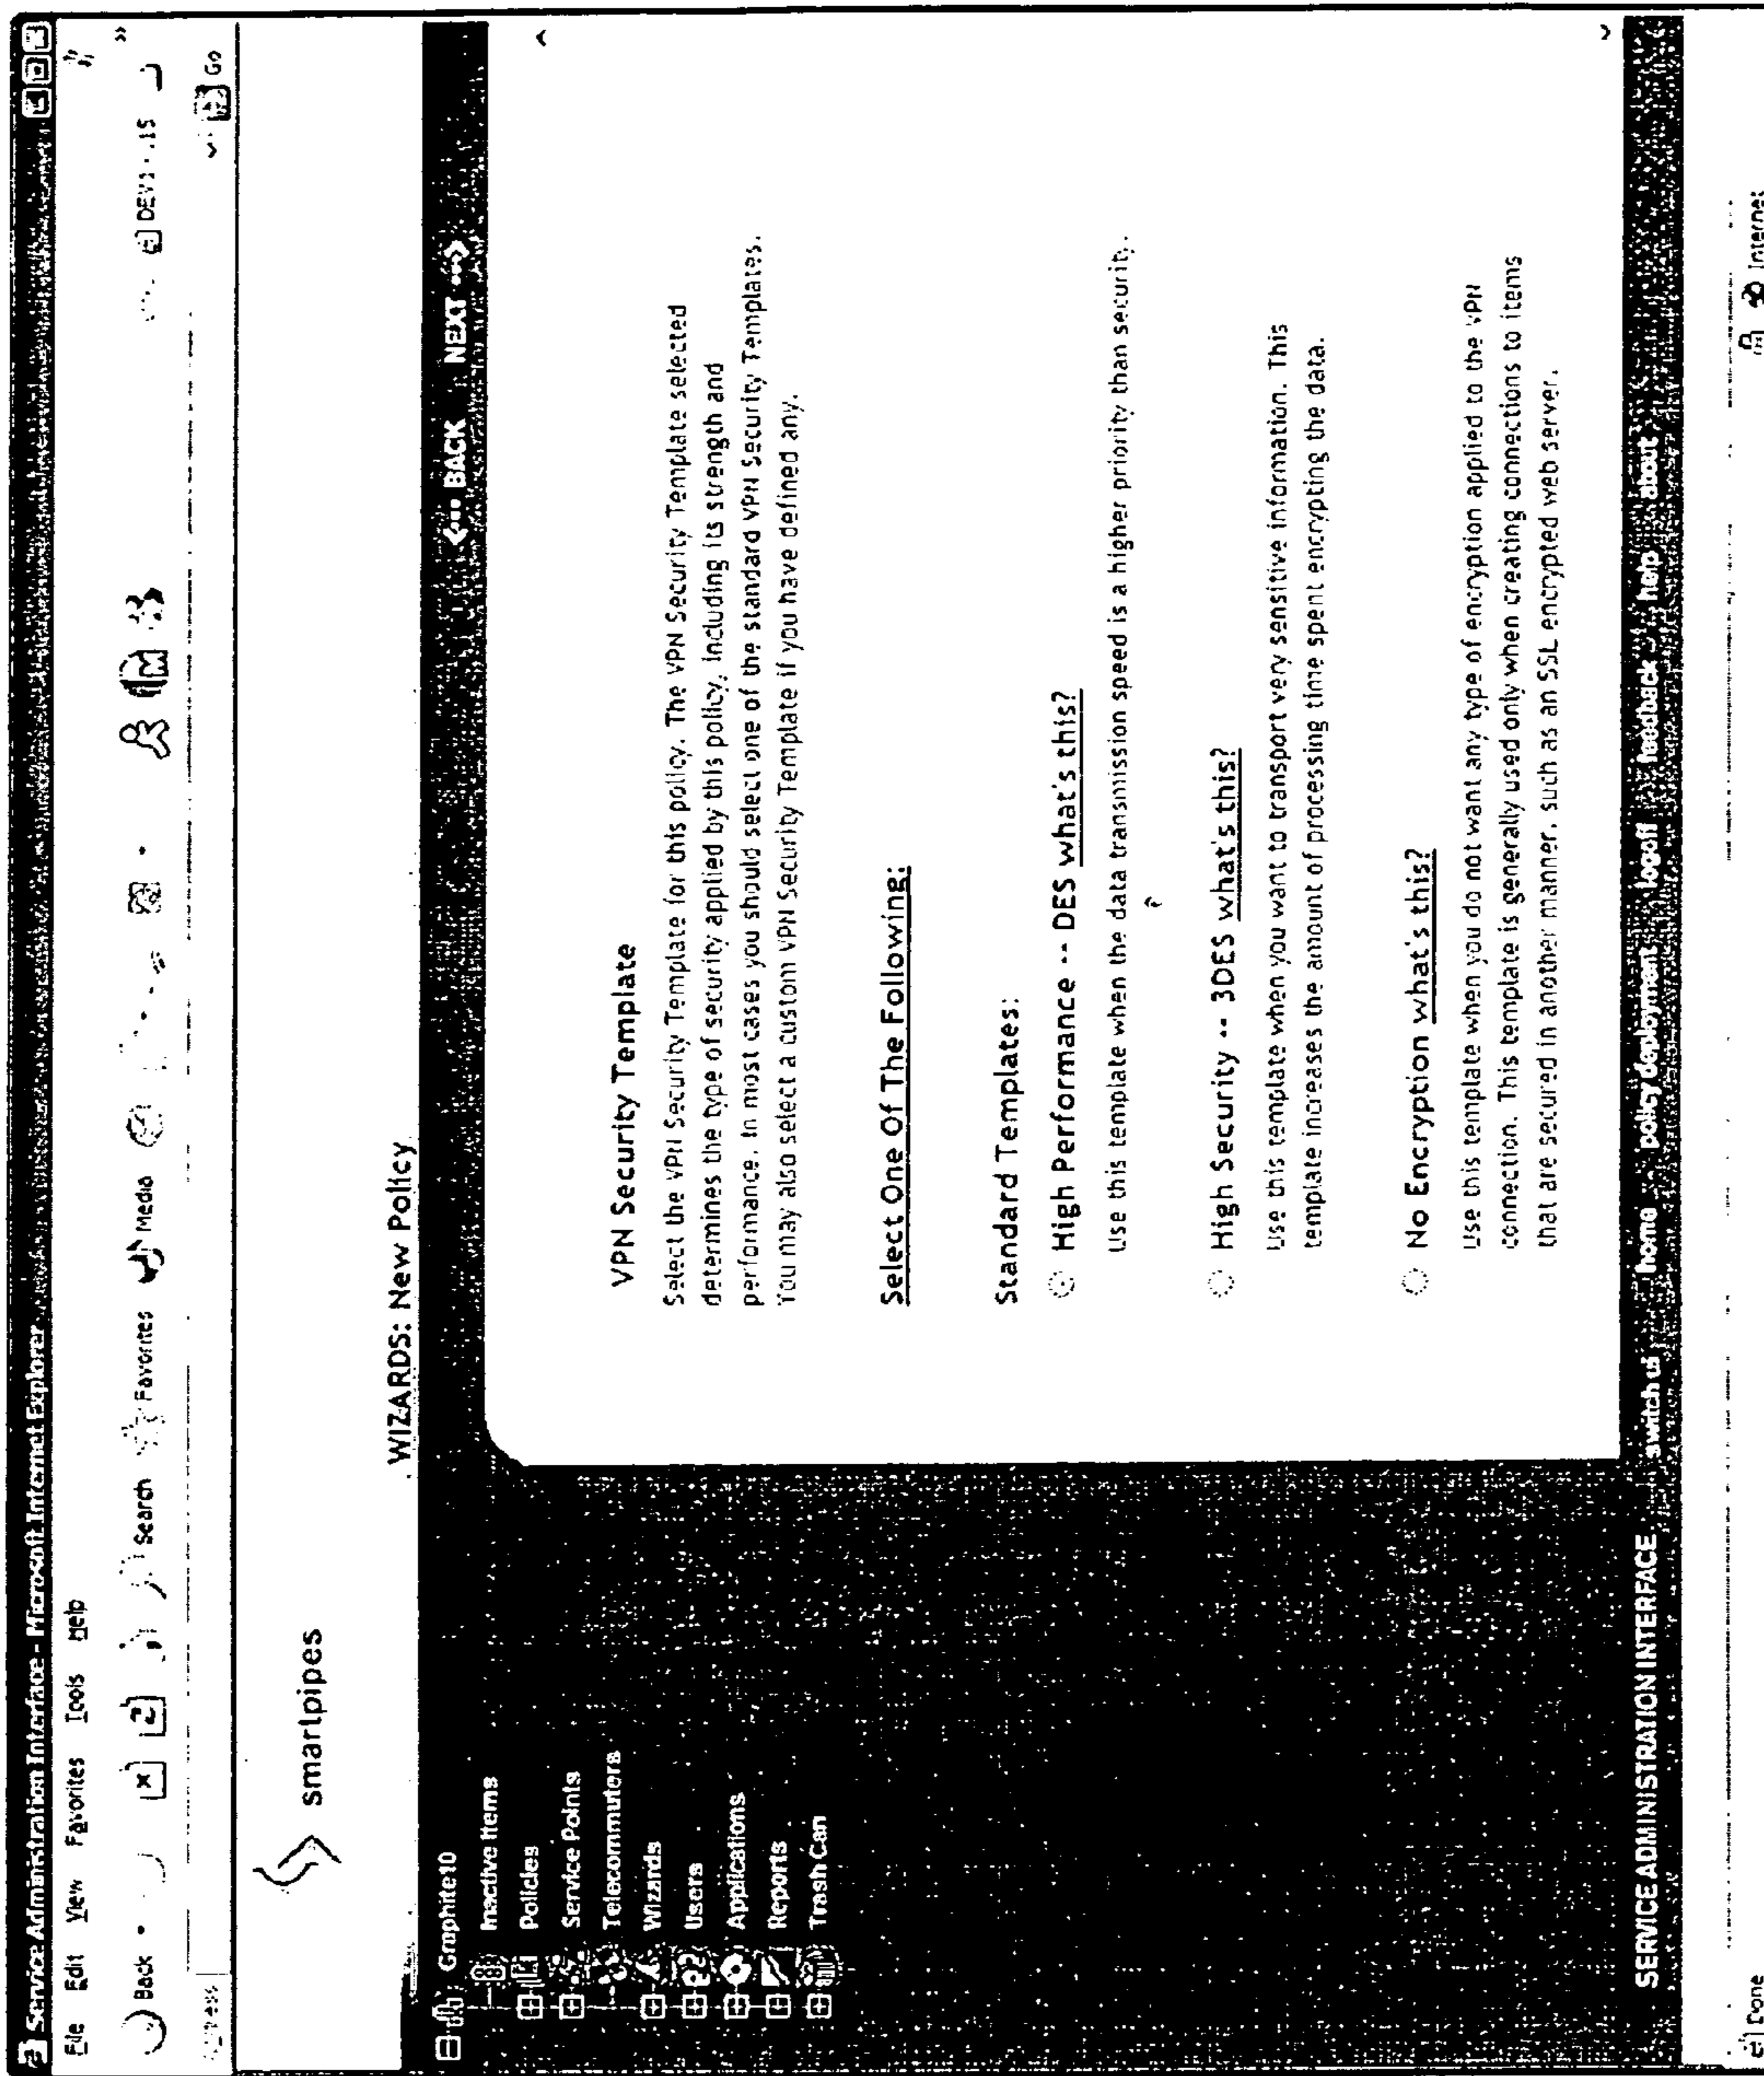 Service Administration Interface - Microsoft Internet Explorer
File Edit View Favorites Tools Help
Back Search Favorites Media DEV1
Go
smartpipes
WIZARDS: New Policy
<--- BACK NEXT --->
Graphite10
Inactive Items
Policies
Service Points
Telecommuters
Wizards
Users
Applications
Reports
Trash Can
VPN Security Template
Select the VPN Security Template for this policy. The VPN Security Template selected
determines the type of security applied by this policy, including its strength and
performance. In most cases you should select one of the standard VPN Security Templates.
You may also select a custom VPN Security Template if you have defined any.
Select One Of The Following:
Standard Templates:
High Performance -- DES what's this?
Use this template when the data transmission speed is a higher priority than security.
High Security -- 3DES what's this?
Use this template when you want to transport very sensitive information. This
template increases the amount of processing time spent encrypting the data.
No Encryption what's this?
Use this template when you do not want any type of encryption applied to the VPN
connection. This template is generally used only when creating connections to items
that are secured in another manner, such as an SSL encrypted web server.
SERVICE ADMINISTRATION INTERFACE switch ui home policy deployment logoff feedback help about
Done Internet